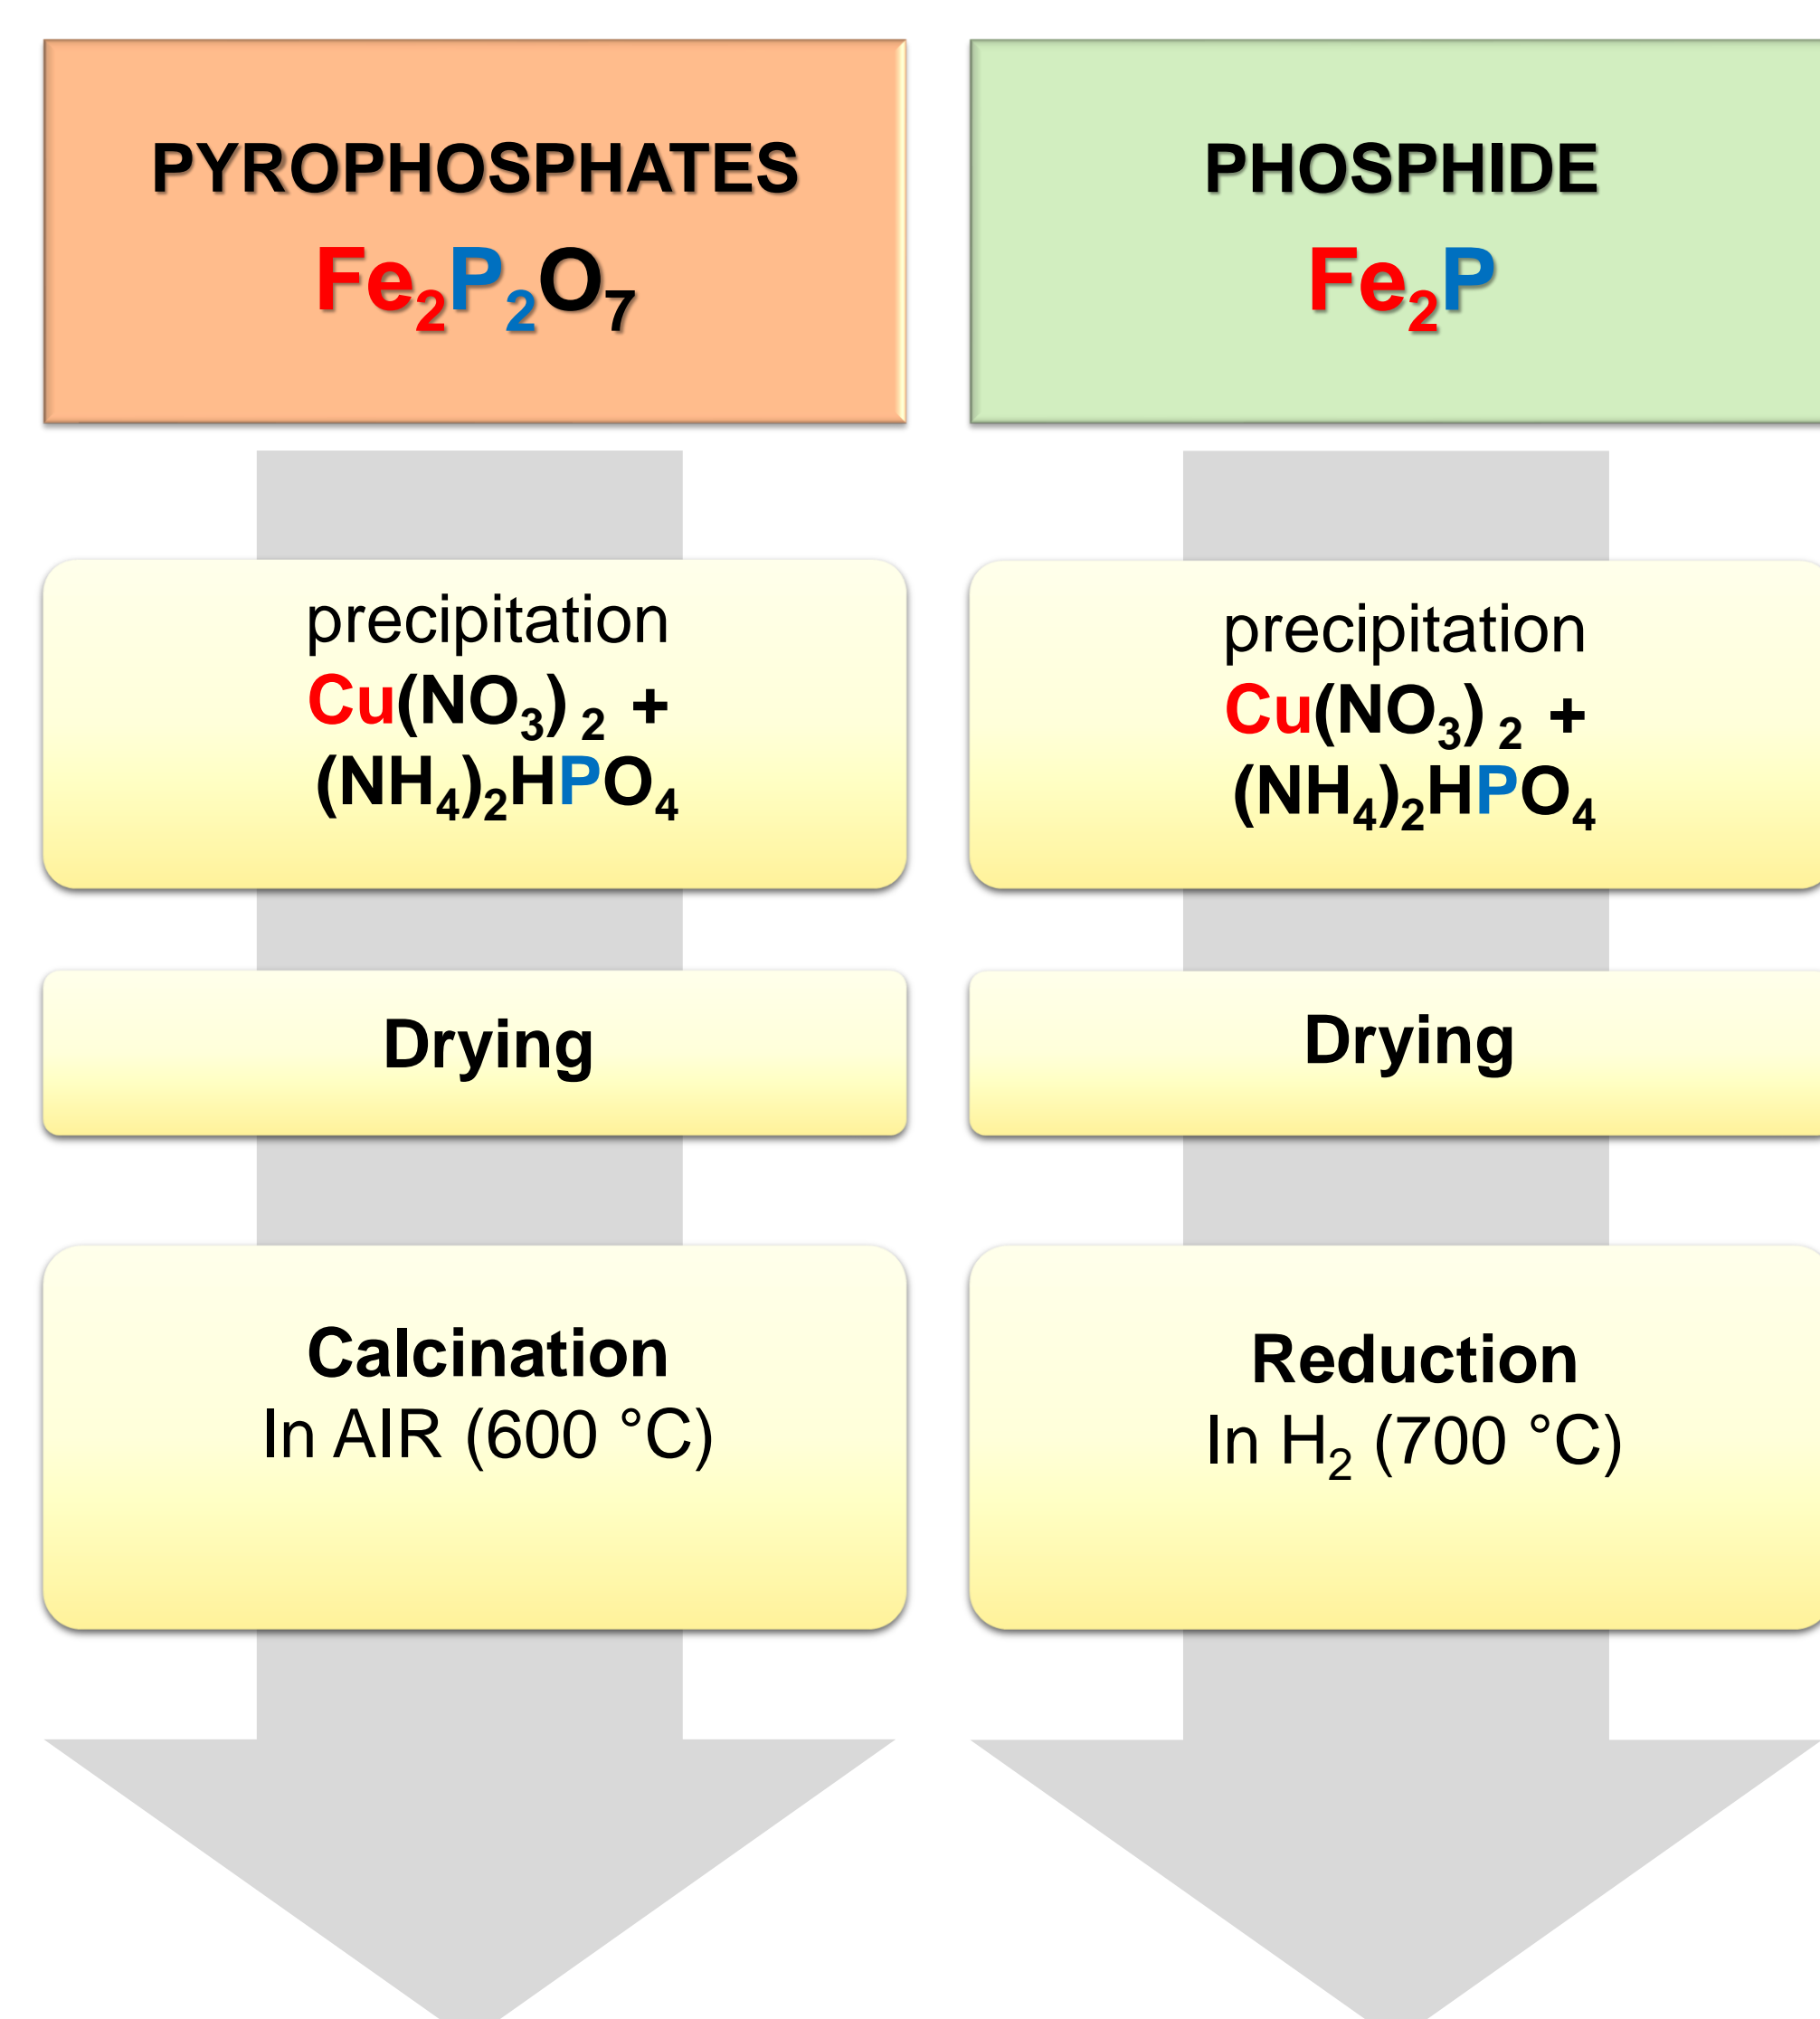 PYROPHOSPHATES
Fe₂P₂O₇
precipitation
Cu(NO₃) ₂ +
(NH₄)₂HPO₄
Drying
Calcination
In AIR (600 °C)
PHOSPHIDE
Fe₂P
precipitation
Cu(NO₃) ₂ +
(NH₄)₂HPO₄
Drying
Reduction
In H₂ (700 °C)